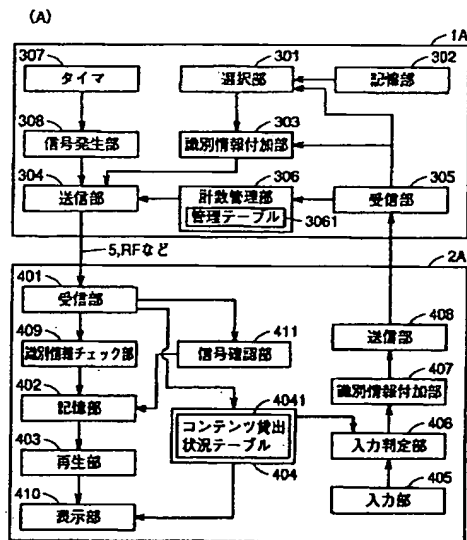 (A)
1A
307
タイマ
301
選択部
302
記憶部
308
信号発生部
303
識別情報付加部
304
送信部
306
計数管理部
管理テーブル
3061
305
受信部
5,RFなど
2A
401
受信部
409
識別情報チェック部
411
信号確認部
408
送信部
402
記憶部
407
識別情報付加部
4041
コンテンツ貸出
状況テーブル
404
406
入力判定部
403
再生部
405
入力部
410
表示部